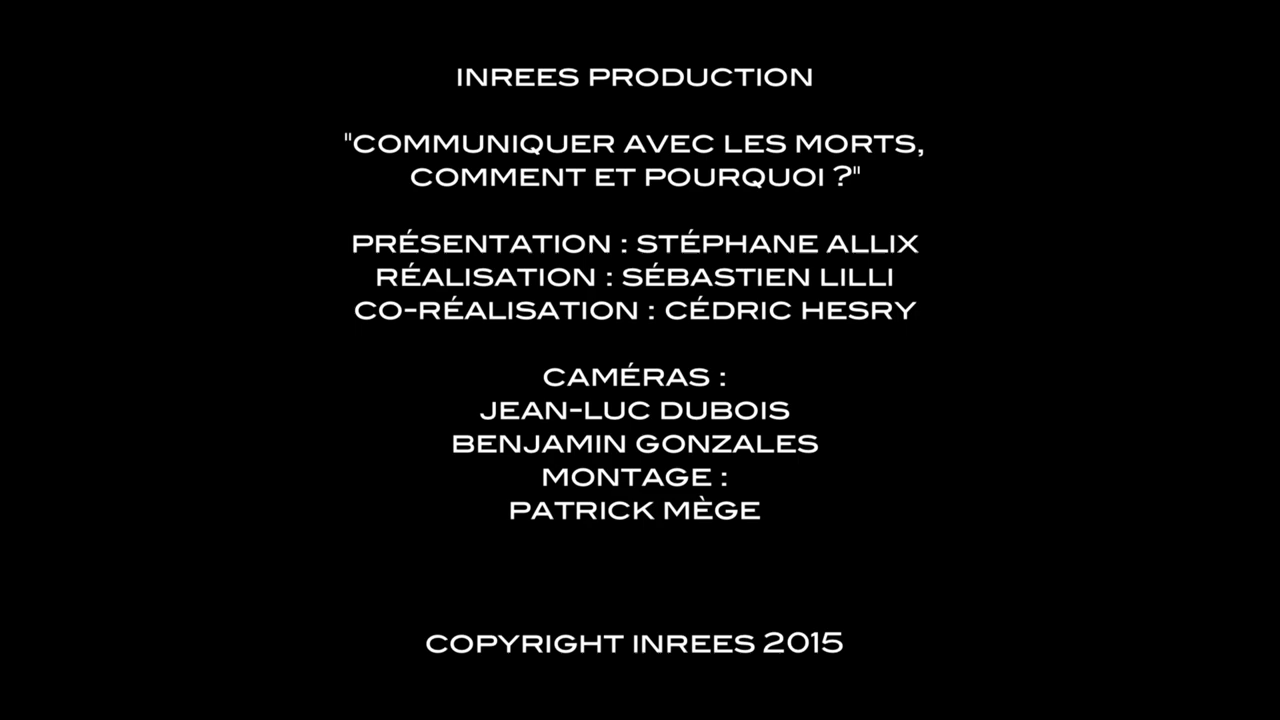 INREES PRODUCTION
"COMMUNIQUER AVEC LES MORTS,
COMMENT ET POURQUOI ?"
PRÉSENTATION : STÉPHANE ALLIX
RÉALISATION : SÉBASTIEN LILLI
CO-RÉALISATION : CÉDRIC HESRY
CAMÉRAS :
JEAN-LUC DUBOIS
BENJAMIN GONZALES
MONTAGE :
PATRICK MÈGE
COPYRIGHT INREES 2015